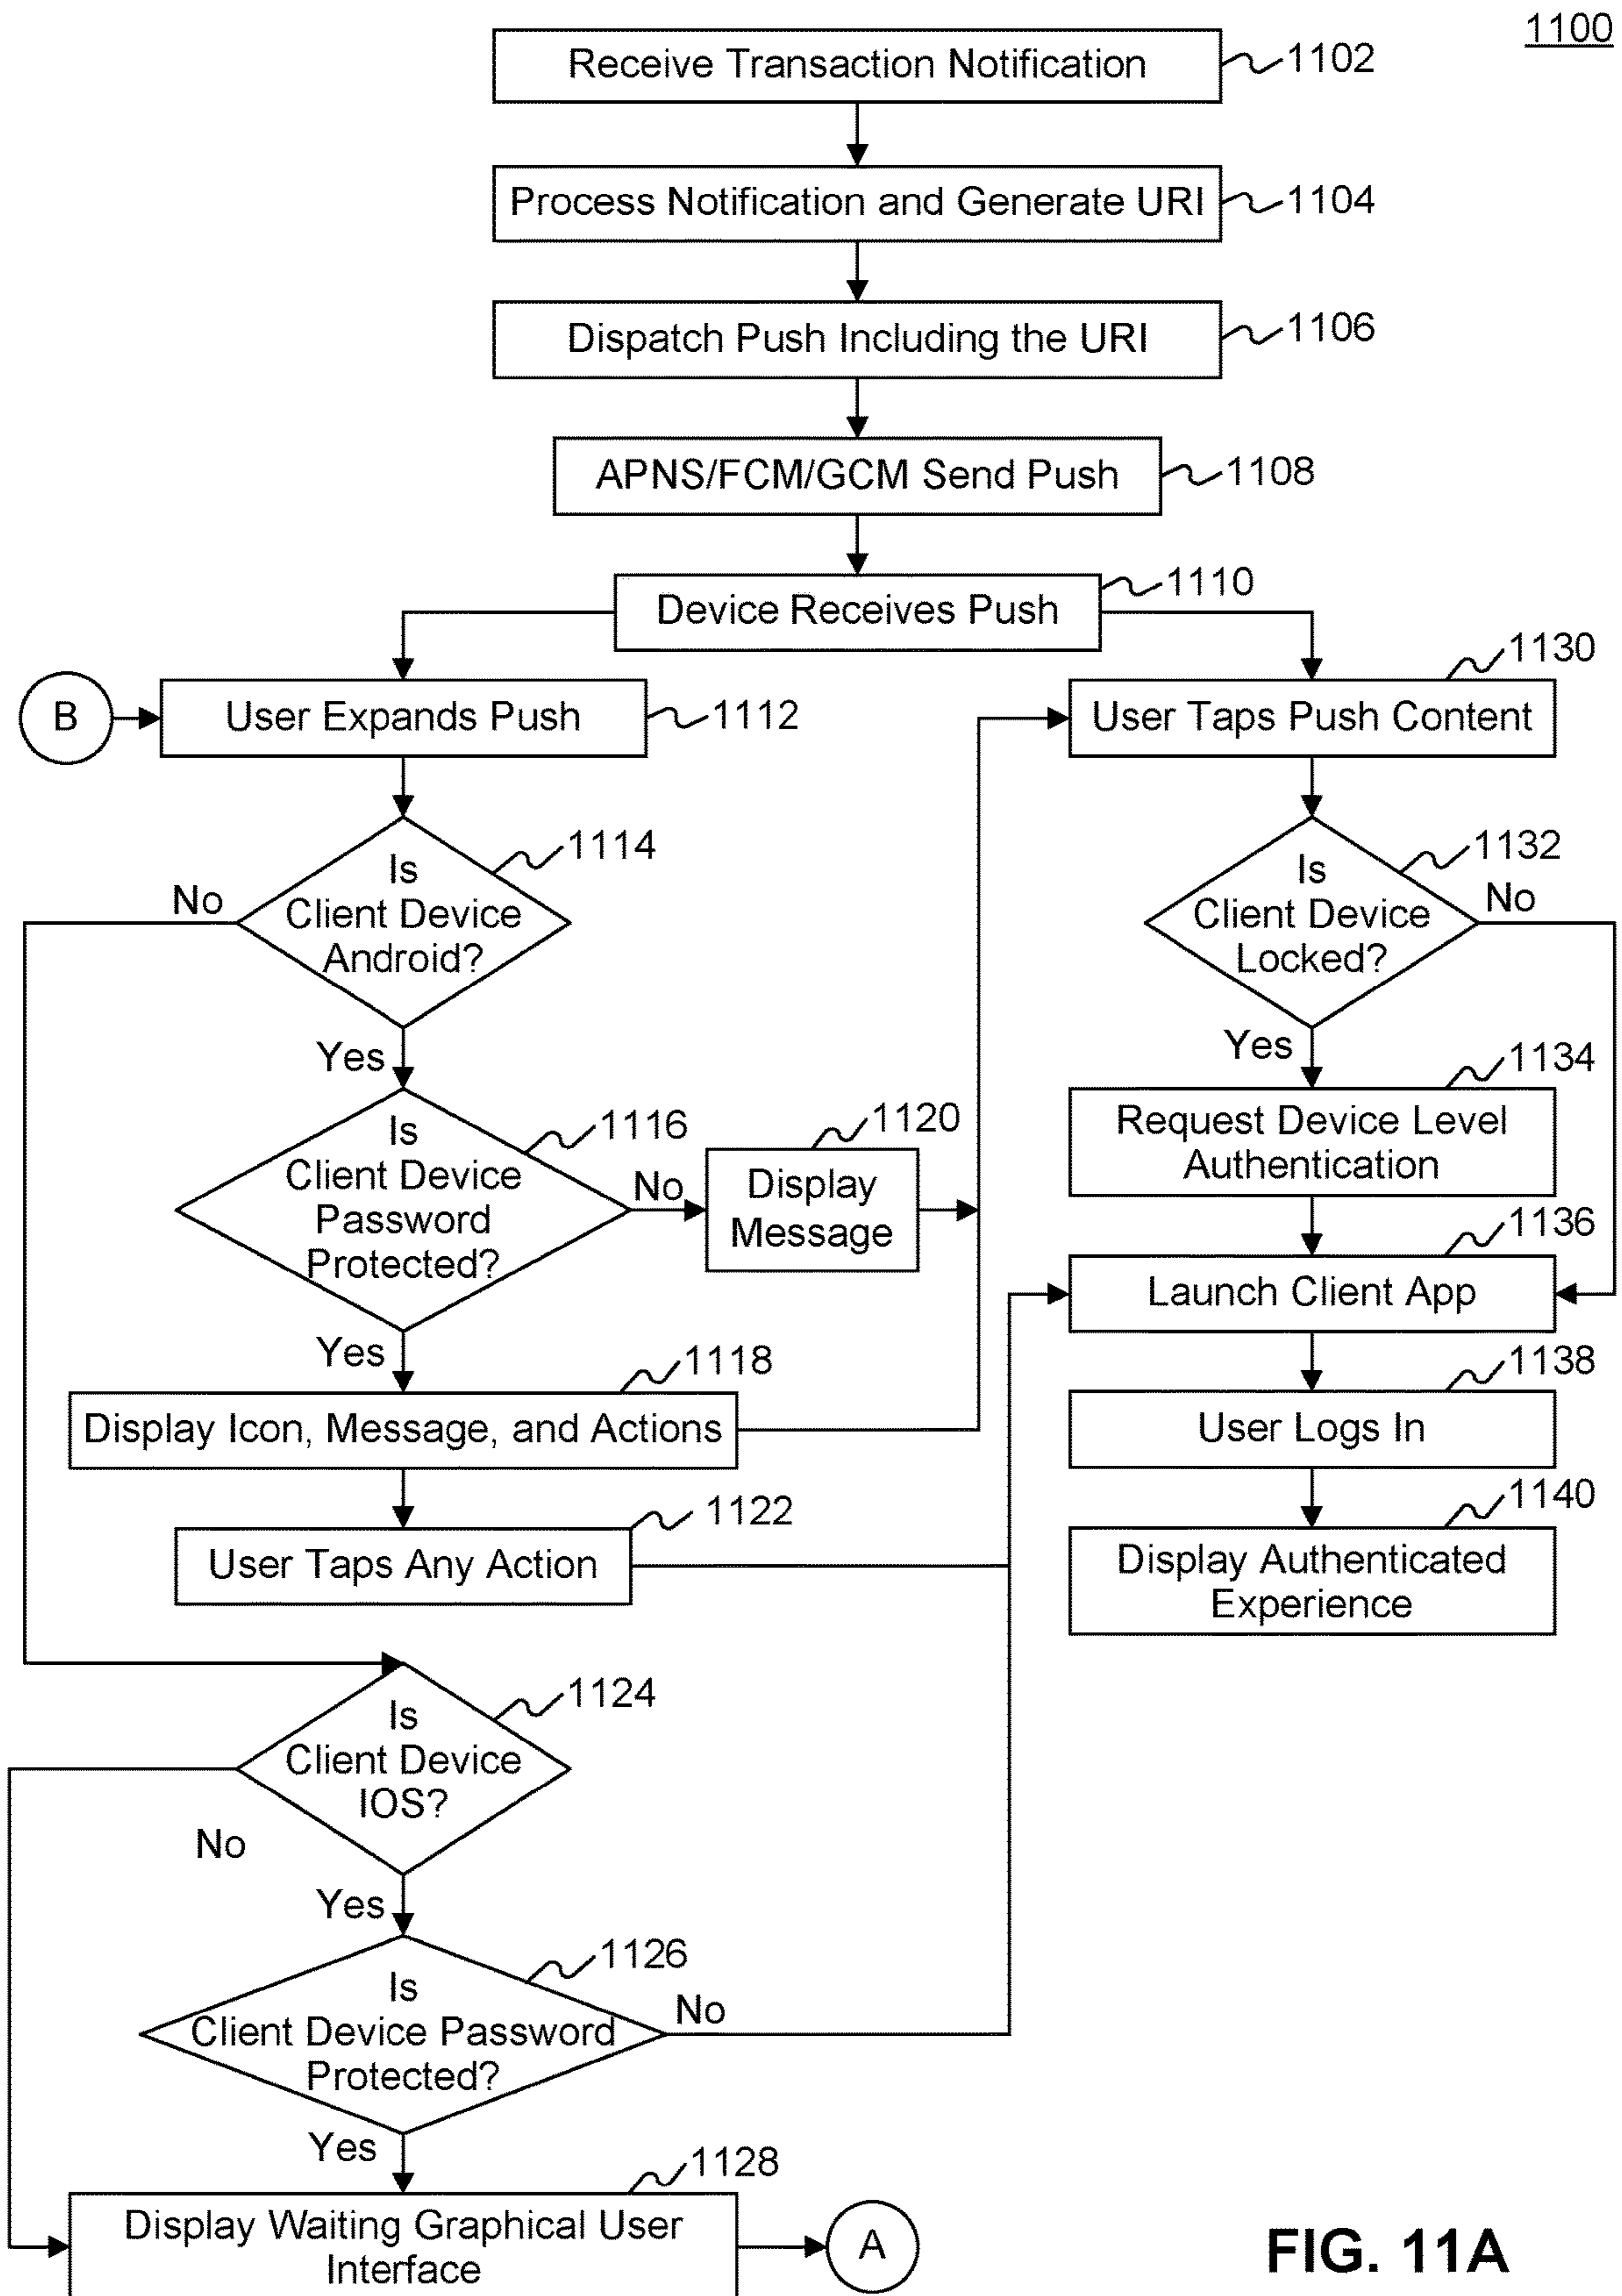 1100
Receive Transaction Notification
1102
Process Notification and Generate URI
1104
Dispatch Push Including the URI
1106
APNS/FCM/GCM Send Push
1108
Device Receives Push
1110
B
User Expands Push
1112
User Taps Push Content
1130
Is
Client Device
Android?
1114
No
Yes
Is
Client Device
Locked?
1132
No
Yes
Is
Client Device
Password
Protected?
1116
No
Yes
Display
Message
1120
Request Device Level
Authentication
1134
Launch Client App
1136
Display Icon, Message, and Actions
1118
User Logs In
1138
User Taps Any Action
1122
Display Authenticated
Experience
1140
Is
Client Device
IOS?
1124
No
Yes
Is
Client Device Password
Protected?
1126
No
Yes
Display Waiting Graphical User
Interface
1128
A
FIG. 11A